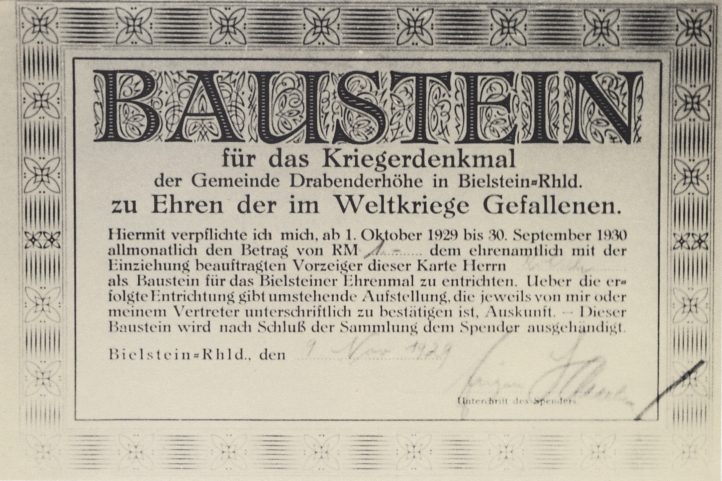 BAUSTEIN
für das Kriegerdenkmal
der Gemeinde Drabenderhöhe in Bielstein=Rhld.
zu Ehren der im Weltkriege Gefallenen.
Hiermit verpflichte ich mich, ab 1. Oktober 1929 bis 30. September 1930
allmonatlich den Betrag von RM 1.- dem ehrenamtlich mit der
Einziehung beauftragten Vorzeiger dieser Karte Herrn
als Baustein für das Bielsteiner Ehrenmal zu entrichten. Ueber die er=
folgte Entrichtung gibt umstehende Aufstellung, die jeweils von mir oder
meinem Vertreter unterschriftlich zu bestätigen ist, Auskunft. – Dieser
Baustein wird nach Schluß der Sammlung dem Spender ausgehändigt.
Bielstein=Rhld., den 9 Nov 1929
Unterschrift des Spenders